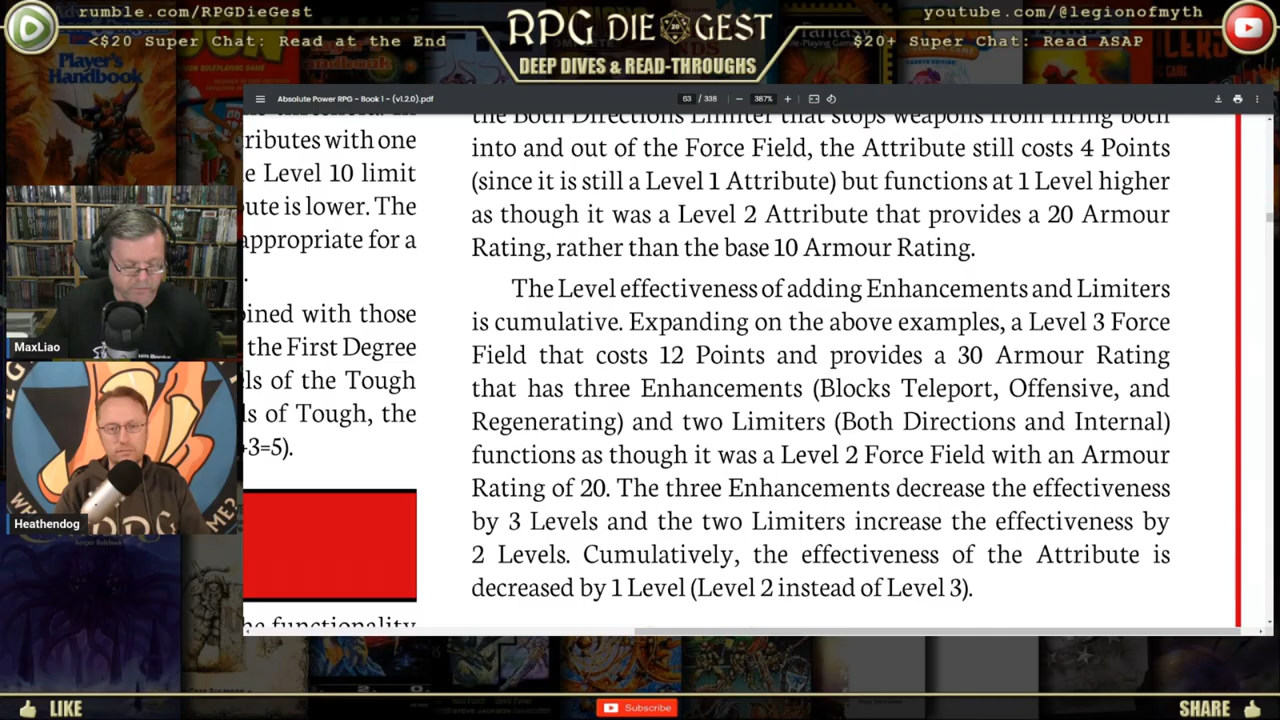 rumble.com/RPGDieGest
<$20 Super Chat: Read at the End
RPG DIE GEST
DEEP DIVES & READ-THROUGHS
youtube.com/@legionofmyth
$20+ Super Chat: Read ASAP
Player's
Handbook
Absolute Power RPG - Book 1 - (v1.2.0).pdf
63 / 338
387%
ributes with one
e Level 10 limit
ute is lower. The
appropriate for a
.
ined with those
the First Degree
ls of the Tough
ls of Tough, the
+3=5).
he functionality
the Both Directions Limiter that stops weapons from firing both
into and out of the Force Field, the Attribute still costs 4 Points
(since it is still a Level 1 Attribute) but functions at 1 Level higher
as though it was a Level 2 Attribute that provides a 20 Armour
Rating, rather than the base 10 Armour Rating.
The Level effectiveness of adding Enhancements and Limiters
is cumulative. Expanding on the above examples, a Level 3 Force
Field that costs 12 Points and provides a 30 Armour Rating
that has three Enhancements (Blocks Teleport, Offensive, and
Regenerating) and two Limiters (Both Directions and Internal)
functions as though it was a Level 2 Force Field with an Armour
Rating of 20. The three Enhancements decrease the effectiveness
by 3 Levels and the two Limiters increase the effectiveness by
2 Levels. Cumulatively, the effectiveness of the Attribute is
decreased by 1 Level (Level 2 instead of Level 3).
MaxLiao
Heathendog
LIKE
Subscribe
SHARE